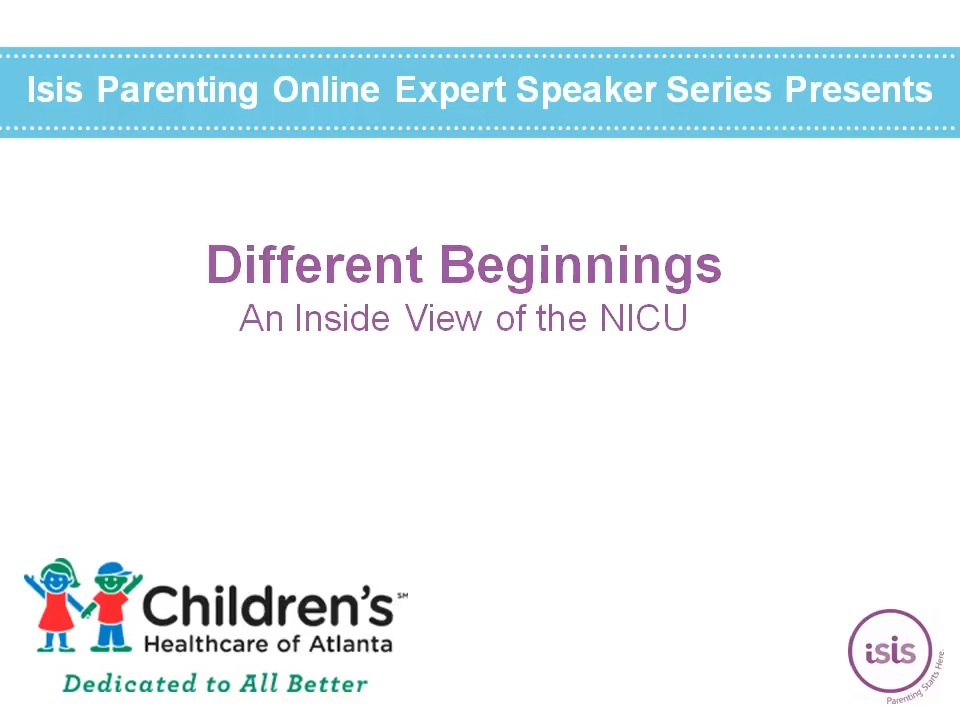 Isis Parenting Online Expert Speaker Series Presents
Different Beginnings
An Inside View of the NICU
Children's℠
Healthcare of Atlanta
Dedicated to All Better
isis
Parenting Starts Here.